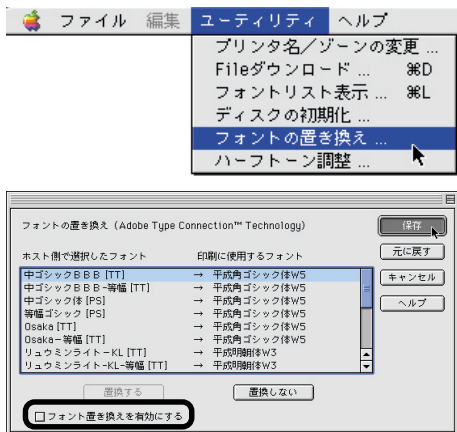 ファイル 編集 ユーティリティ ヘルプ
プリンタ名／ゾーンの変更 ...
Fileダウンロード ... ⌘D
フォントリスト表示 ... ⌘L
ディスクの初期化 ...
フォントの置き換え ...
ハーフトーン調整 ...
フォントの置き換え（Adobe Type Connection™ Technology)
保存
元に戻す
キャンセル
ヘルプ
ホスト側で選択したフォント 印刷に使用するフォント
中ゴシックＢＢＢ [TT] → 平成角ゴシック体W5
中ゴシックＢＢＢ-等幅 [TT] → 平成角ゴシック体W5
中ゴシック体 [PS] → 平成角ゴシック体W5
等幅ゴシック [PS] → 平成角ゴシック体W5
Osaka [TT] → 平成角ゴシック体W5
Osaka－等幅 [TT] → 平成角ゴシック体W5
リュウミンライト－KL [TT] → 平成明朝体W3
リュウミンライト－KL-等幅 [TT] → 平成明朝体W3
置換する 置換しない
フォント置き換えを有効にする